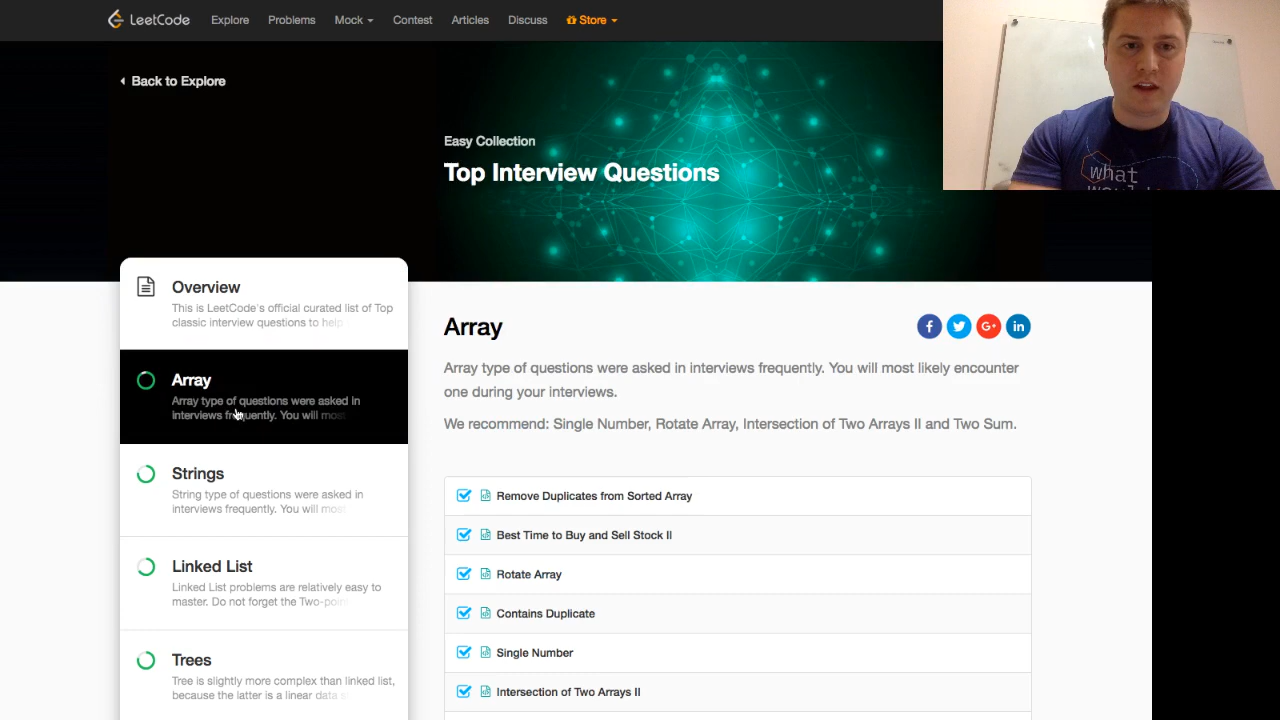 LeetCode
Explore
Problems
Mock
Contest
Articles
Discuss
Store
Back to Explore
Easy Collection
Top Interview Questions
what
Overview
This is LeetCode's official curated list of Top
classic interview questions to help
Array
Array type of questions were asked in
interviews frequently. You will most
Strings
String type of questions were asked in
interviews frequently. You will most
Linked List
Linked List problems are relatively easy to
master. Do not forget the Two-poin
Trees
Tree is slightly more complex than linked list,
because the latter is a linear data s
Array
f
G+
in
Array type of questions were asked in interviews frequently. You will most likely encounter
one during your interviews.
We recommend: Single Number, Rotate Array, Intersection of Two Arrays II and Two Sum.
Remove Duplicates from Sorted Array
Best Time to Buy and Sell Stock II
Rotate Array
Contains Duplicate
Single Number
Intersection of Two Arrays II